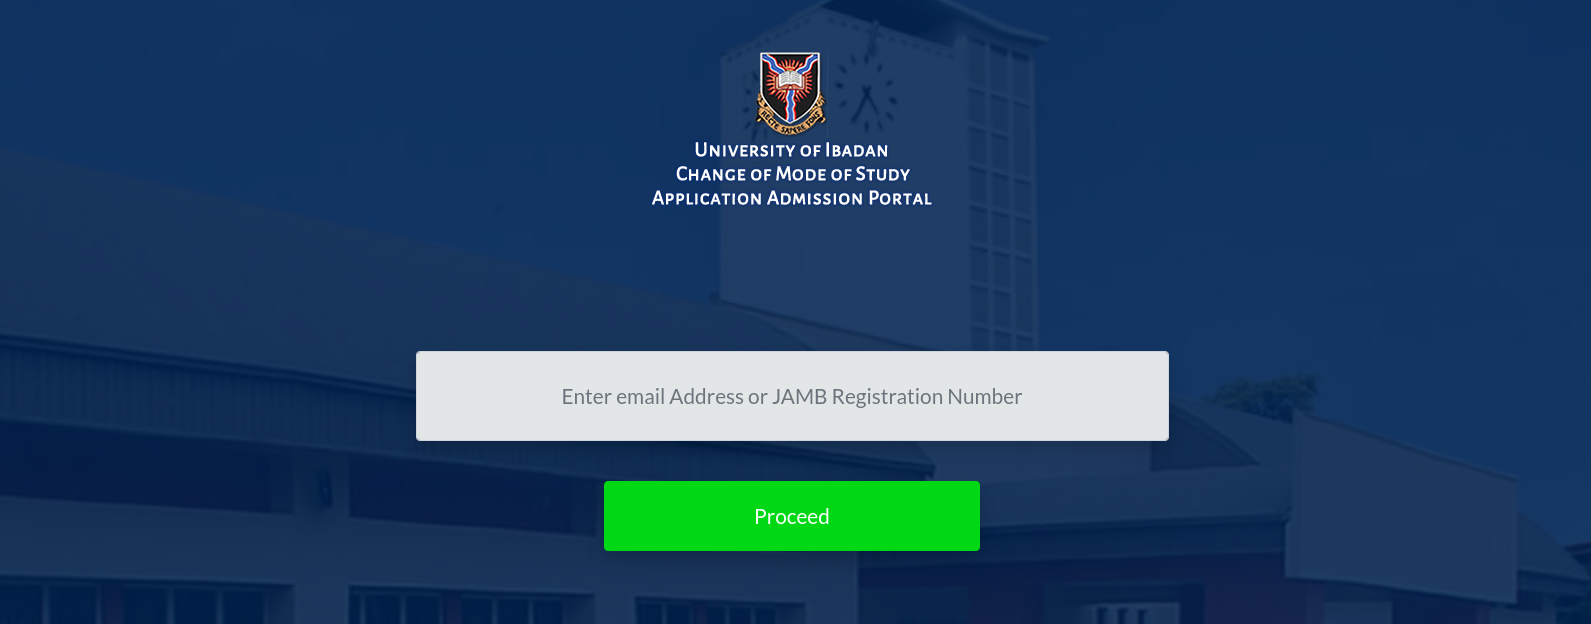 RECTE SAPERE FONS
University of Ibadan
Change of Mode of Study
Application Admission Portal
Enter email Address or JAMB Registration Number
Proceed